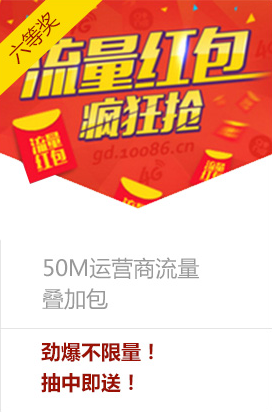 六等奖
流量红包
疯狂抢
gd.10086.cn
4G
4G
流量
红包
50M运营商流量
叠加包
劲爆不限量！
抽中即送！